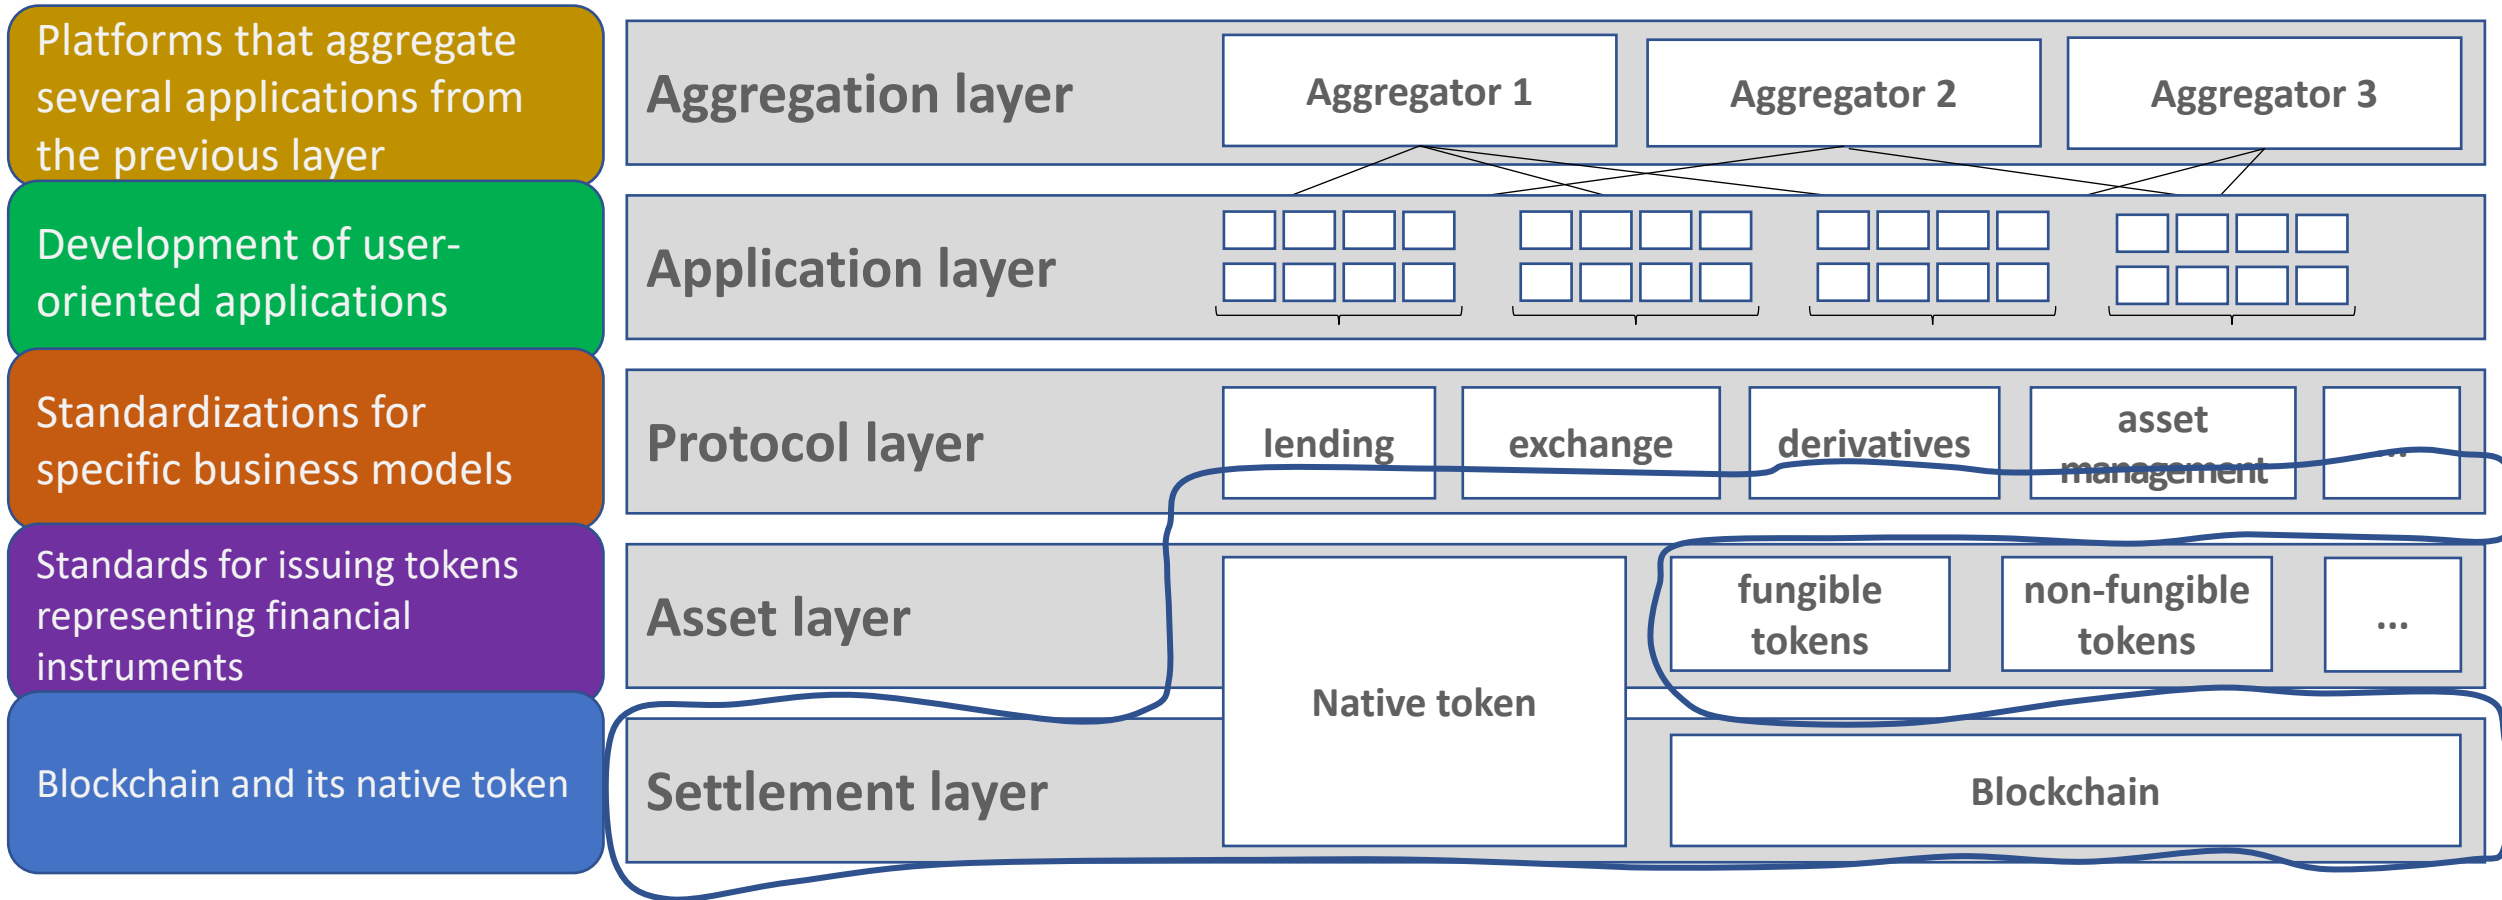 Platforms that aggregate
several applications from
the previous layer
Aggregation layer
Aggregator 1
Aggregator 2
Aggregator 3
Development of user-
oriented applications
Application layer
Standardizations for
specific business models
Protocol layer
lending
exchange
derivatives
asset
management
...
Standards for issuing tokens
representing financial
instruments
Asset layer
Native token
fungible
tokens
non-fungible
tokens
...
Blockchain and its native token
Settlement layer
Blockchain